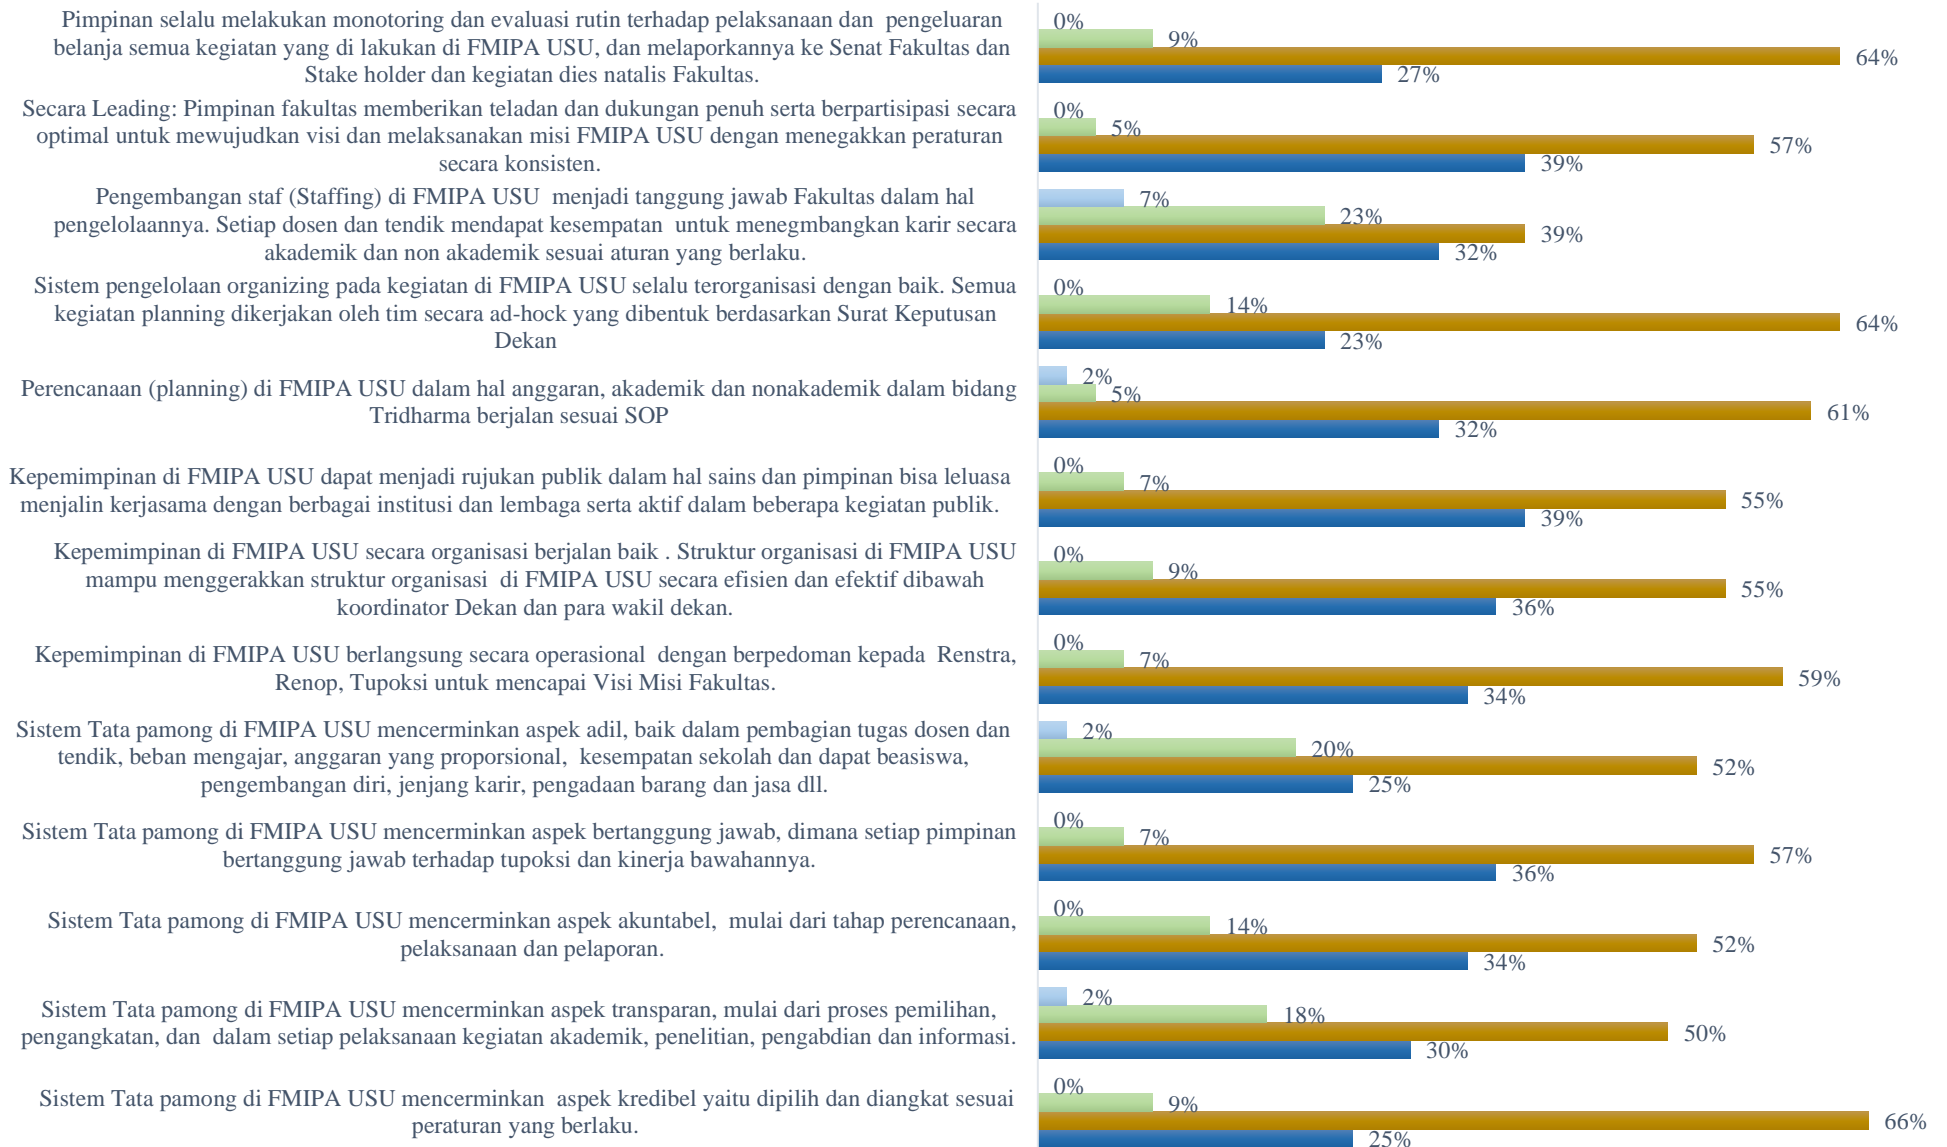 Pimpinan selalu melakukan monotoring dan evaluasi rutin terhadap pelaksanaan dan pengeluaran
belanja semua kegiatan yang di lakukan di FMIPA USU, dan melaporkannya ke Senat Fakultas dan
Stake holder dan kegiatan dies natalis Fakultas.
0%
9%
64%
27%
Secara Leading: Pimpinan fakultas memberikan teladan dan dukungan penuh serta berpartisipasi secara
optimal untuk mewujudkan visi dan melaksanakan misi FMIPA USU dengan menegakkan peraturan
secara konsisten.
0%
5%
57%
39%
Pengembangan staf (Staffing) di FMIPA USU menjadi tanggung jawab Fakultas dalam hal
pengelolaannya. Setiap dosen dan tendik mendapat kesempatan untuk menegmbangkan karir secara
akademik dan non akademik sesuai aturan yang berlaku.
7%
23%
39%
32%
Sistem pengelolaan organizing pada kegiatan di FMIPA USU selalu terorganisasi dengan baik. Semua
kegiatan planning dikerjakan oleh tim secara ad-hock yang dibentuk berdasarkan Surat Keputusan
Dekan
0%
14%
64%
23%
Perencanaan (planning) di FMIPA USU dalam hal anggaran, akademik dan nonakademik dalam bidang
Tridharma berjalan sesuai SOP
2%
5%
61%
32%
Kepemimpinan di FMIPA USU dapat menjadi rujukan publik dalam hal sains dan pimpinan bisa leluasa
menjalin kerjasama dengan berbagai institusi dan lembaga serta aktif dalam beberapa kegiatan publik.
0%
7%
55%
39%
Kepemimpinan di FMIPA USU secara organisasi berjalan baik . Struktur organisasi di FMIPA USU
mampu menggerakkan struktur organisasi di FMIPA USU secara efisien dan efektif dibawah
koordinator Dekan dan para wakil dekan.
0%
9%
55%
36%
Kepemimpinan di FMIPA USU berlangsung secara operasional dengan berpedoman kepada Renstra,
Renop, Tupoksi untuk mencapai Visi Misi Fakultas.
0%
7%
59%
34%
Sistem Tata pamong di FMIPA USU mencerminkan aspek adil, baik dalam pembagian tugas dosen dan
tendik, beban mengajar, anggaran yang proporsional, kesempatan sekolah dan dapat beasiswa,
pengembangan diri, jenjang karir, pengadaan barang dan jasa dll.
2%
20%
52%
25%
Sistem Tata pamong di FMIPA USU mencerminkan aspek bertanggung jawab, dimana setiap pimpinan
bertanggung jawab terhadap tupoksi dan kinerja bawahannya.
0%
7%
57%
36%
Sistem Tata pamong di FMIPA USU mencerminkan aspek akuntabel, mulai dari tahap perencanaan,
pelaksanaan dan pelaporan.
0%
14%
52%
34%
Sistem Tata pamong di FMIPA USU mencerminkan aspek transparan, mulai dari proses pemilihan,
pengangkatan, dan dalam setiap pelaksanaan kegiatan akademik, penelitian, pengabdian dan informasi.
2%
18%
50%
30%
Sistem Tata pamong di FMIPA USU mencerminkan aspek kredibel yaitu dipilih dan diangkat sesuai
peraturan yang berlaku.
0%
9%
66%
25%